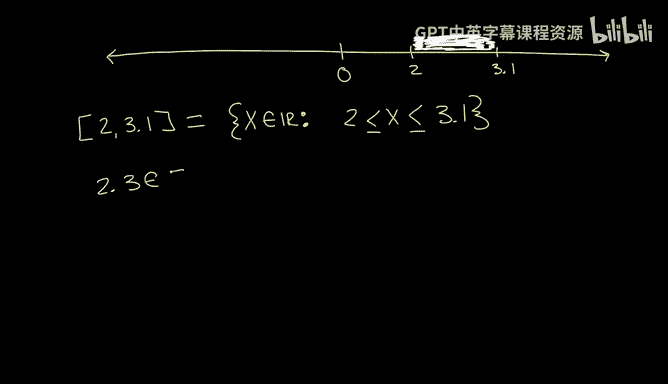 GPT中英字幕课程资源 bilibili
0 2 3.1
[2,3.1] = {x∈ℝ: 2≤x≤3.1}
2.3∈